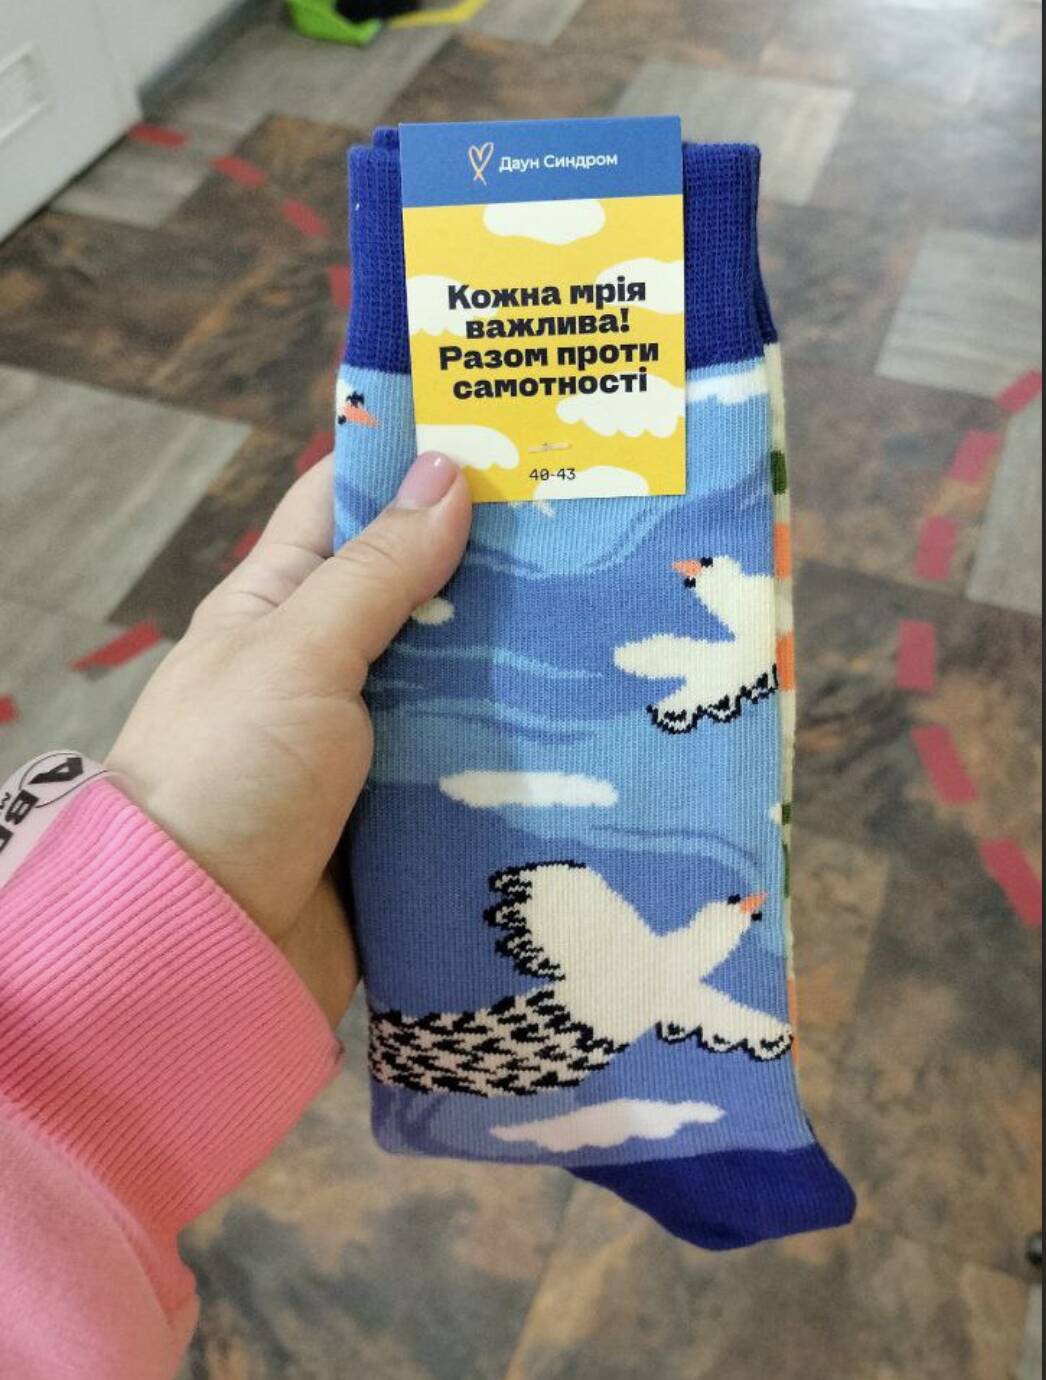 Даун Синдром
Кожна мрія
важлива!
Разом проти
самотності
40-43